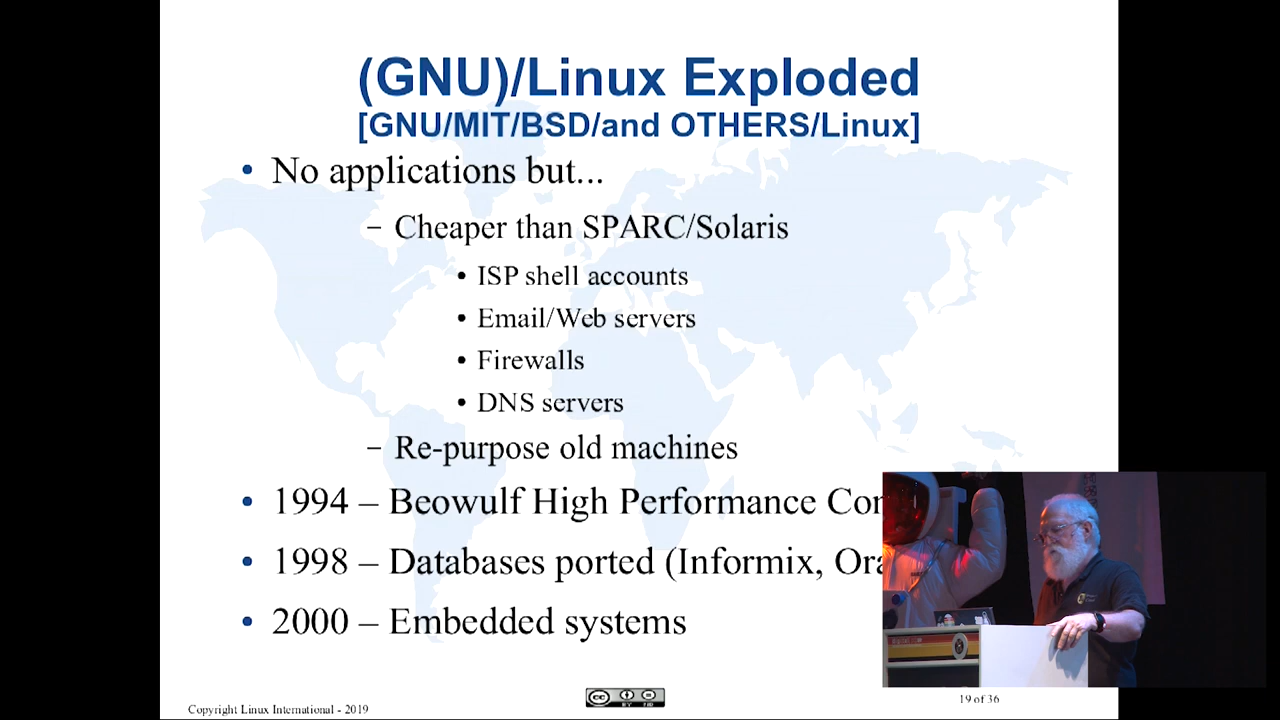 (GNU)/Linux Exploded
[GNU/MIT/BSD/and OTHERS/Linux]
• No applications but...
– Cheaper than SPARC/Solaris
• ISP shell accounts
• Email/Web servers
• Firewalls
• DNS servers
– Re-purpose old machines
• 1994 – Beowulf High Performance Con
• 1998 – Databases ported (Informix, Ora
• 2000 – Embedded systems
Copyright Linux International - 2019
19 of 36